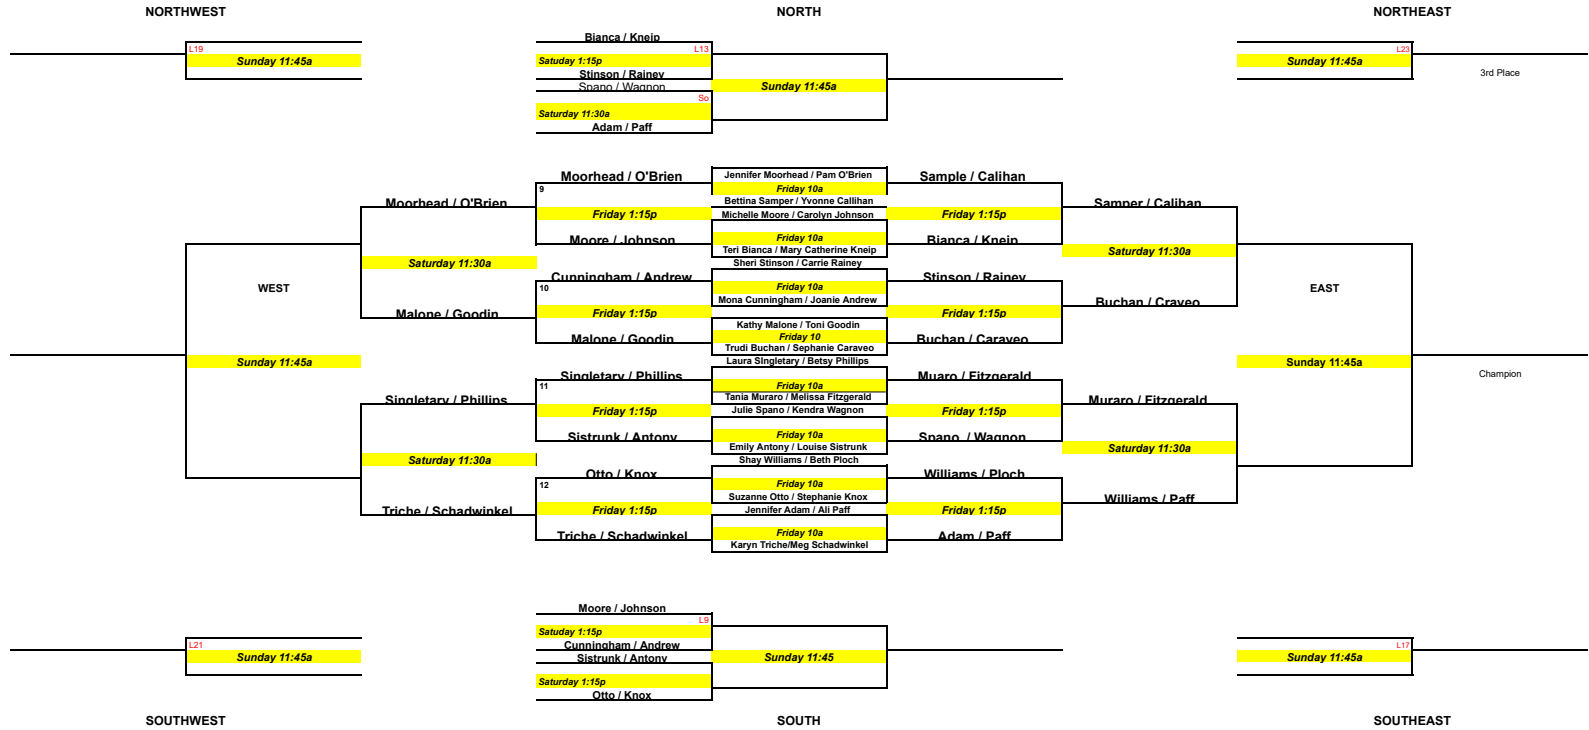 NORTHWEST NORTH NORTHEAST
Bianca / Kneip
L19 L13 L23
Sunday 11:45a Satuday 1:15p Sunday 11:45a
Stinson / Rainey 3rd Place
Spano / Wagnon Sunday 11:45a
So
Saturday 11:30a
Adam / Paff
Moorhead / O'Brien Jennifer Moorhead / Pam O'Brien Sample / Calihan
9 Friday 10a
Moorhead / O'Brien Bettina Samper / Yvonne Callihan Samper / Calihan
Friday 1:15p Michelle Moore / Carolyn Johnson Friday 1:15p
Moore / Johnson Friday 10a Bianca / Kneip
Teri Bianca / Mary Catherine Kneip Saturday 11:30a
Saturday 11:30a Sheri Stinson / Carrie Rainey
Cunningham / Andrew Stinson / Rainey
WEST 10 Friday 10a EAST
Mona Cunningham / Joanie Andrew Buchan / Craveo
Malone / Goodin Friday 1:15p Friday 1:15p
Kathy Malone / Toni Goodin
Malone / Goodin Friday 10 Buchan / Caraveo
Trudi Buchan / Sephanie Caraveo
Sunday 11:45a Laura SIngletary / Betsy Phillips Sunday 11:45a
Singletary / Phillips Muaro / Fitzgerald Champion
11 Friday 10a
Singletary / Phillips Tania Muraro / Melissa Fitzgerald Muraro / Fitzgerald
Friday 1:15p Julie Spano / Kendra Wagnon Friday 1:15p
Sistrunk / Antony Friday 10a Spano / Wagnon
Emily Antony / Louise Sistrunk Saturday 11:30a
Saturday 11:30a Shay Williams / Beth Ploch
Otto / Knox Williams / Ploch
12 Friday 10a
Suzanne Otto / Stephanie Knox Williams / Paff
Triche / Schadwinkel Friday 1:15p Jennifer Adam / Ali Paff Friday 1:15p
Triche / Schadwinkel Friday 10a Adam / Paff
Karyn Triche/Meg Schadwinkel
Moore / Johnson
L9
Satuday 1:15p
L21 Cunningham / Andrew L17
Sunday 11:45a Sistrunk / Antony Sunday 11:45 Sunday 11:45a
Saturday 1:15p
Otto / Knox
SOUTHWEST SOUTH SOUTHEAST